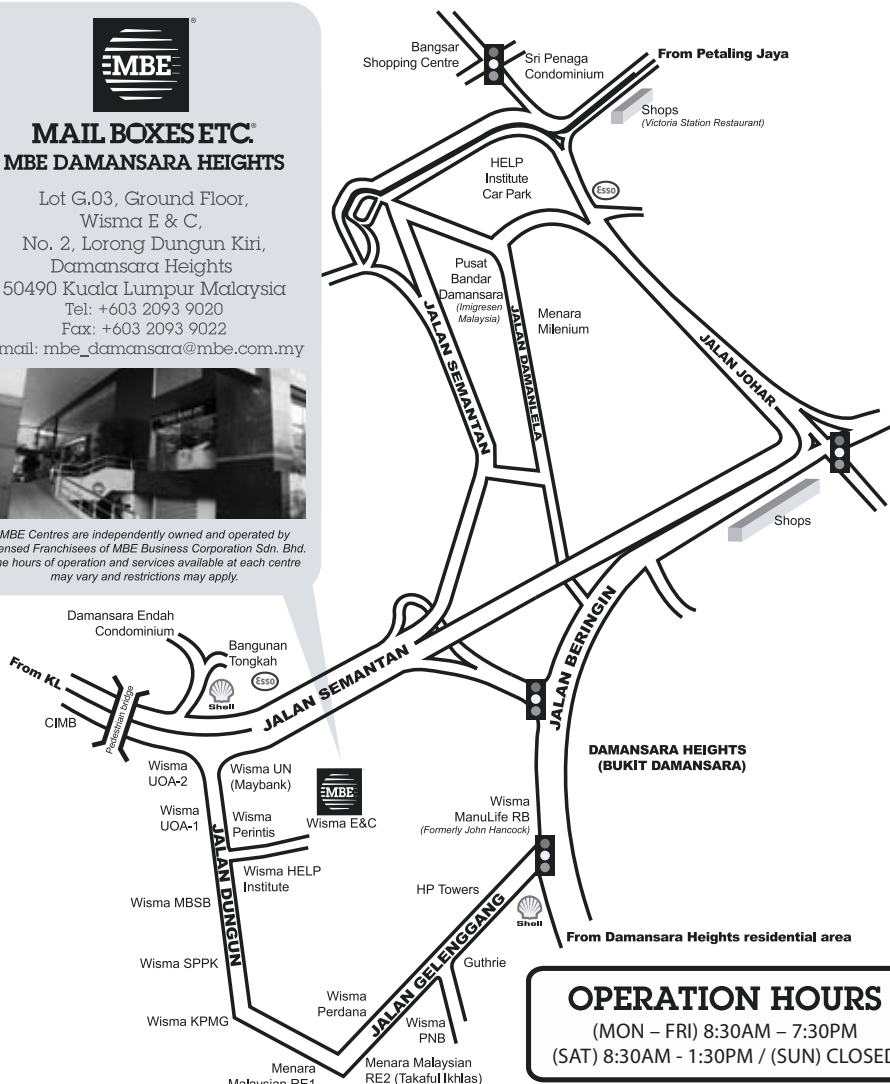 MBE
MAIL BOXES ETC.®
MBE DAMANSARA HEIGHTS
Lot G.03, Ground Floor,
Wisma E & C,
No. 2, Lorong Dungun Kiri,
Damansara Heights
50490 Kuala Lumpur Malaysia
Tel: +603 2093 9020
Fax: +603 2093 9022
mail: mbe_damansara@mbe.com.my
MBE Centres are independently owned and operated by
ensed Franchisees of MBE Business Corporation Sdn. Bhd.
he hours of operation and services available at each centre
may vary and restrictions may apply.
Bangsar
Shopping Centre
Sri Penaga
Condominium
From Petaling Jaya
Shops
(Victoria Station Restaurant)
HELP
Institute
Car Park
Esso
Pusat
Bandar
Damansara
(Imigresen
Malaysia)
Menara
Milenium
JALAN SEMANTAN
JALAN DAMANLELA
JALAN JOHAR
Shops
Damansara Endah
Condominium
Bangunan
Tongkah
From KL
Shell
Esso
CIMB
Pedestrian bridge
JALAN SEMANTAN
JALAN BERINGIN
DAMANSARA HEIGHTS
(BUKIT DAMANSARA)
Wisma
UOA-2
Wisma UN
(Maybank)
MBE
Wisma E&C
Wisma
UOA-1
Wisma
Perintis
Wisma
ManuLife RB
(Formerly John Hancock)
JALAN DUNGUN
Wisma HELP
Institute
Wisma MBSB
HP Towers
Shell
From Damansara Heights residential area
JALAN GELENGGANG
Wisma SPPK
Guthrie
Wisma
Perdana
Wisma KPMG
Wisma
PNB
Menara
Malaysian RE1
Menara Malaysian
RE2 (Takaful Ikhlas)
OPERATION HOURS
(MON – FRI) 8:30AM – 7:30PM
(SAT) 8:30AM - 1:30PM / (SUN) CLOSED